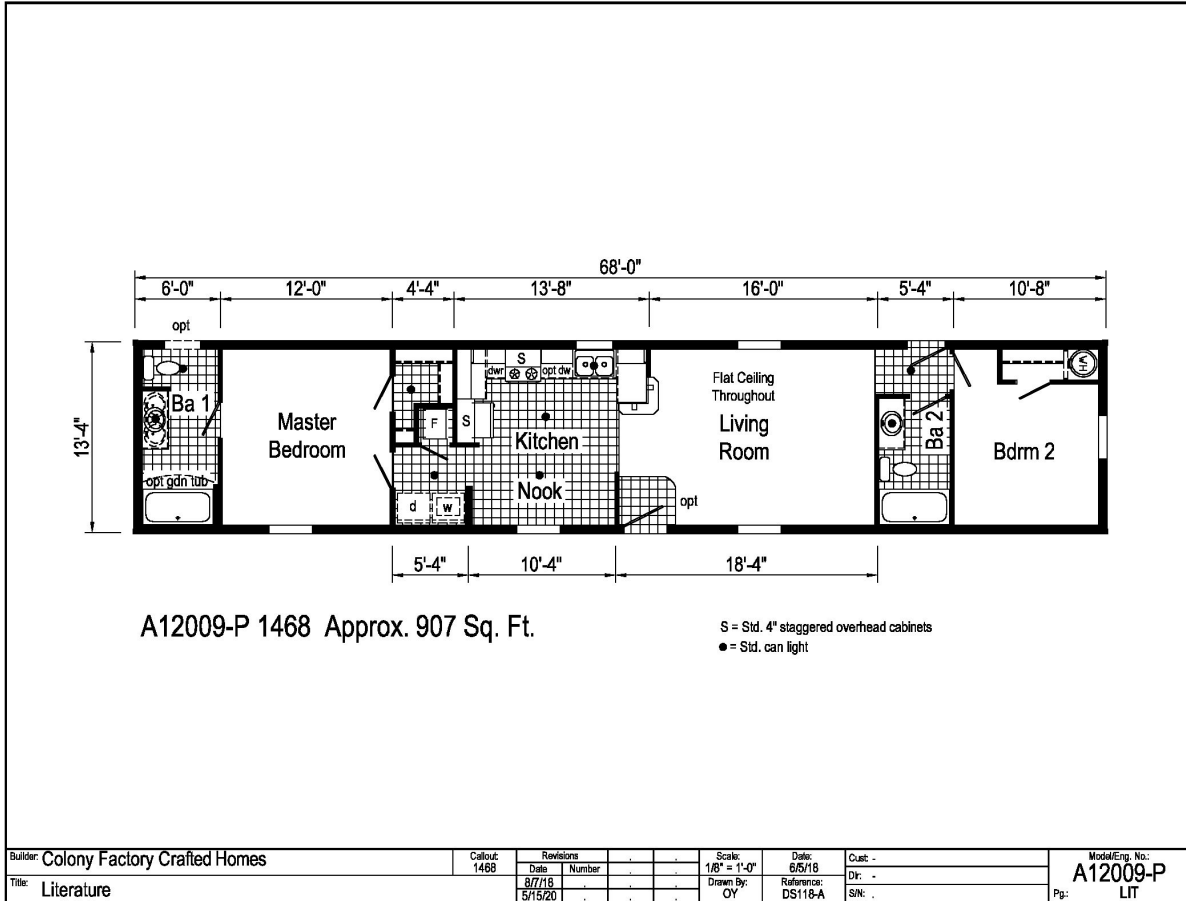 68'-0"
6'-0" 12'-0" 4'-4" 13'-8" 16'-0" 5'-4" 10'-8"
opt
13'-4"
S
dwr
opt dw
WH
Flat Ceiling
Throughout
Ba 1
Master
Bedroom
F
S
Kitchen
Living
Room
Ba 2
Bdrm 2
opt gdn tub
Nook
d
w
opt
5'-4" 10'-4" 18'-4"
A12009-P 1468 Approx. 907 Sq. Ft.
S = Std. 4" staggered overhead cabinets
● = Std. can light
Builder: Colony Factory Crafted Homes
Title: Literature
Callout:
1468
Revisions
Date Number
8/7/18
5/15/20
Scale:
1/8" = 1'-0"
Drawn By:
OY
Date:
6/5/18
Reference:
DS118-A
Cust: -
Dlr: -
S/N: .
Model/Eng. No.:
A12009-P
Pg.: LIT